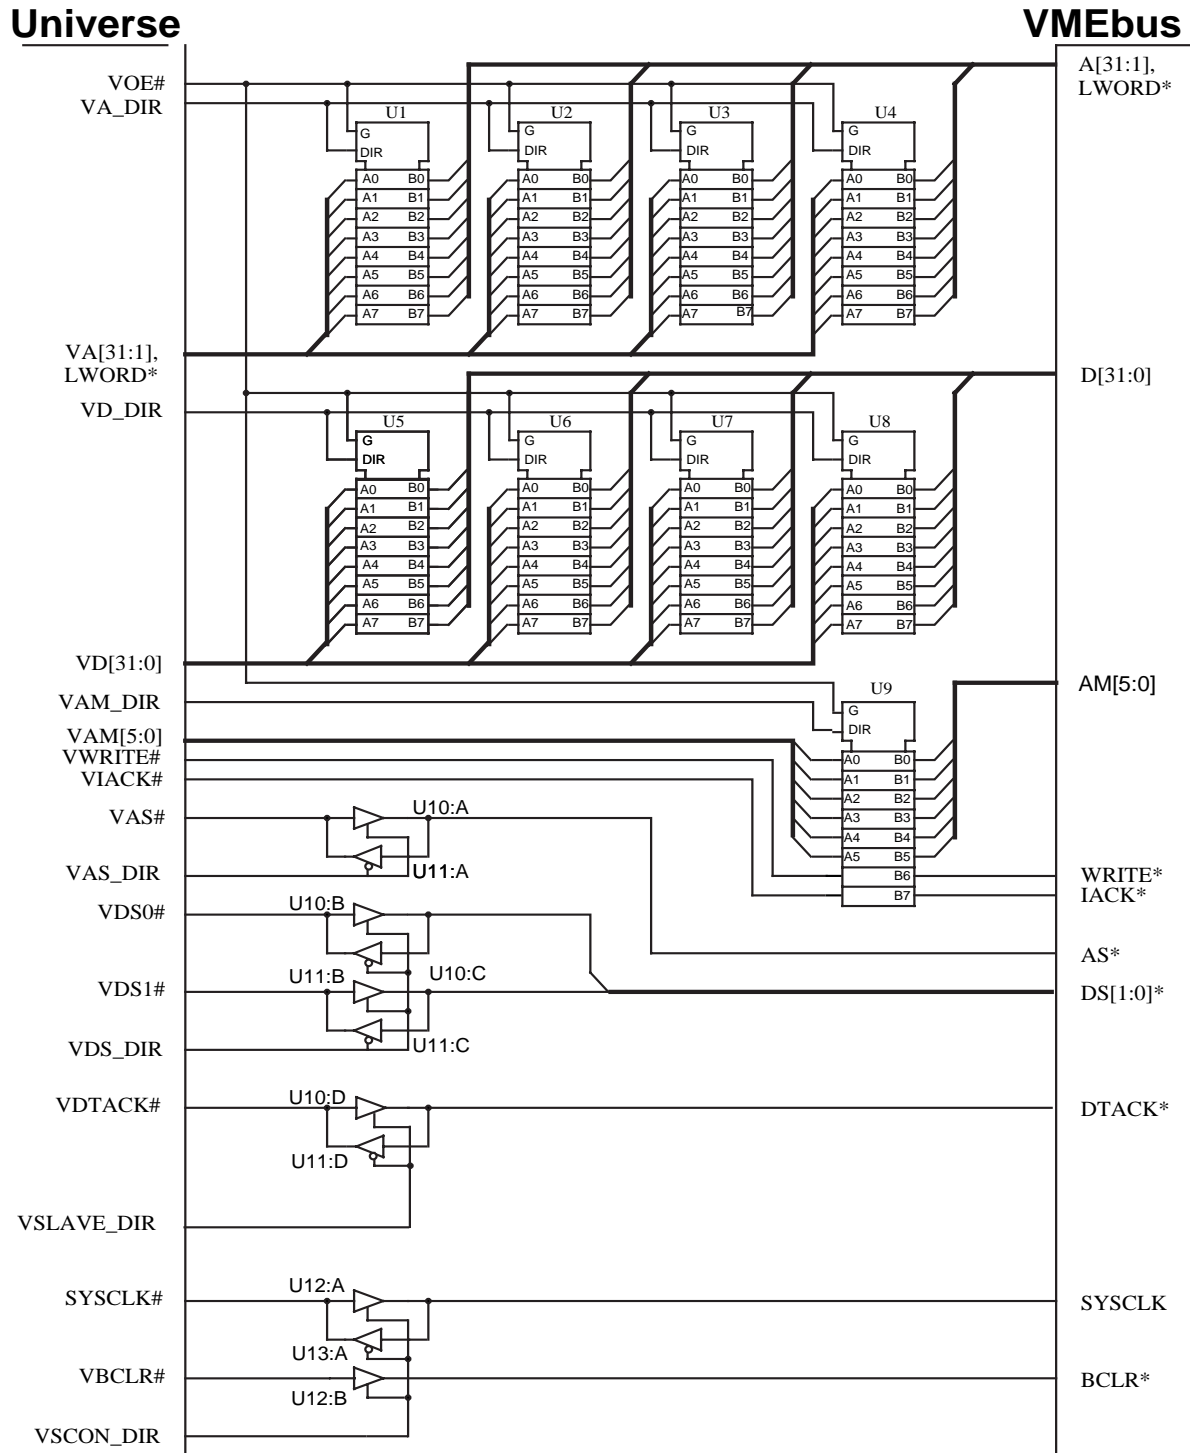 Universe
VMEbus
VOE#
VA_DIR
A[31:1],
LWORD*
U1
U2
U3
U4
G
DIR
G
DIR
G
DIR
G
DIR
A0 B0
A1 B1
A2 B2
A3 B3
A4 B4
A5 B5
A6 B6
A7 B7
A0 B0
A1 B1
A2 B2
A3 B3
A4 B4
A5 B5
A6 B6
A7 B7
A0 B0
A1 B1
A2 B2
A3 B3
A4 B4
A5 B5
A6 B6
A7 B7
A0 B0
A1 B1
A2 B2
A3 B3
A4 B4
A5 B5
A6 B6
A7 B7
VA[31:1],
LWORD*
D[31:0]
VD_DIR
U5
U6
U7
U8
G
DIR
G
DIR
G
DIR
G
DIR
A0 B0
A1 B1
A2 B2
A3 B3
A4 B4
A5 B5
A6 B6
A7 B7
A0 B0
A1 B1
A2 B2
A3 B3
A4 B4
A5 B5
A6 B6
A7 B7
A0 B0
A1 B1
A2 B2
A3 B3
A4 B4
A5 B5
A6 B6
A7 B7
A0 B0
A1 B1
A2 B2
A3 B3
A4 B4
A5 B5
A6 B6
A7 B7
VD[31:0]
VAM_DIR
U9
AM[5:0]
G
DIR
VAM[5:0]
VWRITE#
VIACK#
A0 B0
A1 B1
A2 B2
A3 B3
A4 B4
A5 B5
B6
B7
VAS#
U10:A
VAS_DIR
U11:A
WRITE*
IACK*
VDS0#
U10:B
AS*
U11:B
U10:C
VDS1#
DS[1:0]*
VDS_DIR
U11:C
VDTACK#
U10:D
DTACK*
U11:D
VSLAVE_DIR
U12:A
SYSCLK#
SYSCLK
U13:A
VBCLR#
BCLR*
U12:B
VSCON_DIR